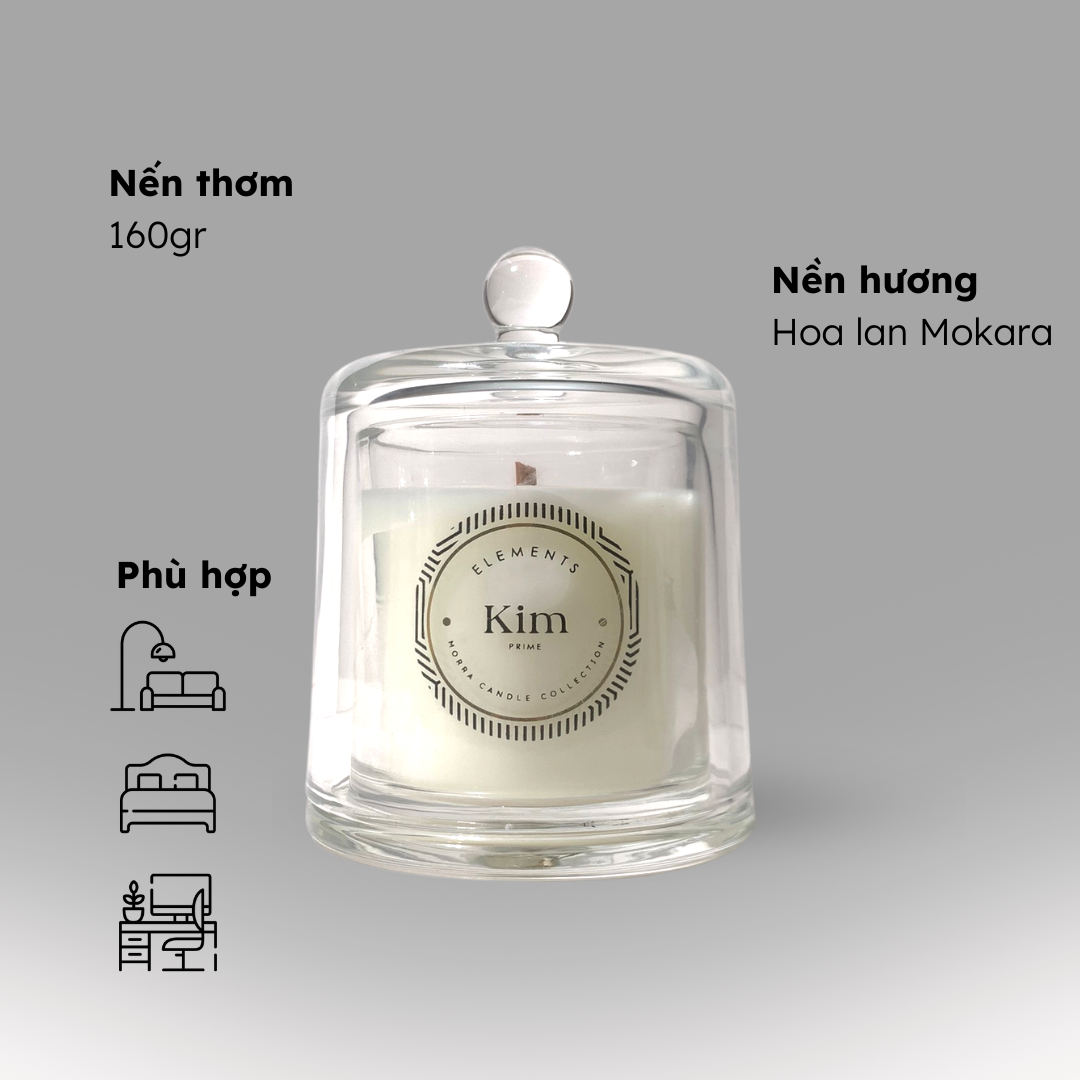 Nến thơm
160gr
Nền hương
Hoa lan Mokara
Phù hợp
ELEMENTS
Kim
PRIME
MORRA CANDLE COLLECTION